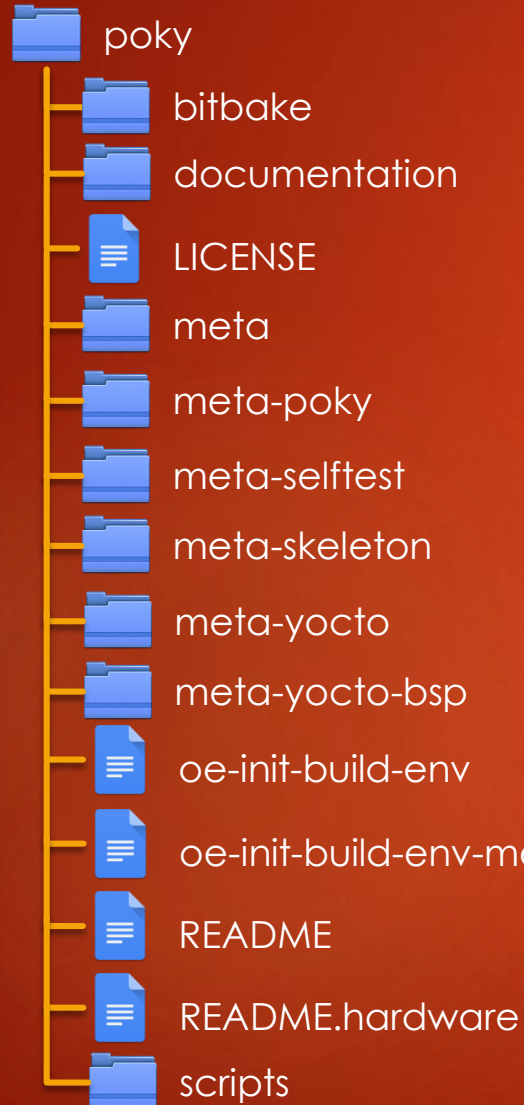 poky
bitbake
documentation
LICENSE
meta
meta-poky
meta-selftest
meta-skeleton
meta-yocto
meta-yocto-bsp
oe-init-build-env
oe-init-build-env-me
README
README.hardware
scripts